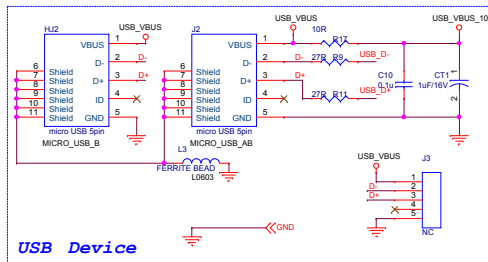 HJ2
USB_VBUS
VBUS 1
D- 2 D-
D+ 3 D+
ID 4
GND 5
6 Shield
7 Shield
8 Shield
9 Shield
10 Shield
11 Shield
micro USB 5pin
MICRO_USB_B
J2
USB_VBUS
VBUS 1
D- 2 D-
D+ 3 D+
ID 4
GND 5
6 Shield
7 Shield
8 Shield
9 Shield
10 Shield
11 Shield
micro USB 5pin
MICRO_USB_AB
10R R17
27R R9 USB_D-
27R R11 USB_D+
USB_VBUS_10
C10
0.1u
CT1
1uF/16V
1
2
L3
FERRITE BEAD
L0603
GND
USB_VBUS
J3
1
D- 2
D+ 3
4
5
NC
USB Device